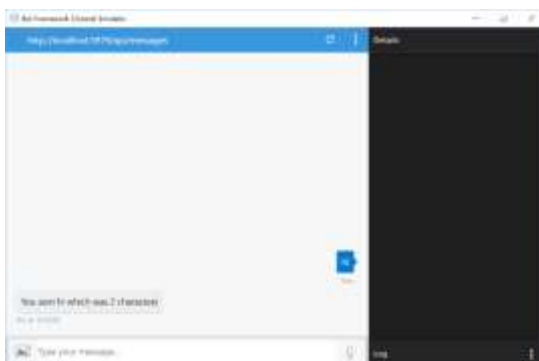 Bot Framework Channel Emulator
http://localhost:3979/api/messages
Details
hi
You sent hi which was 2 characters
Type your message...
Log